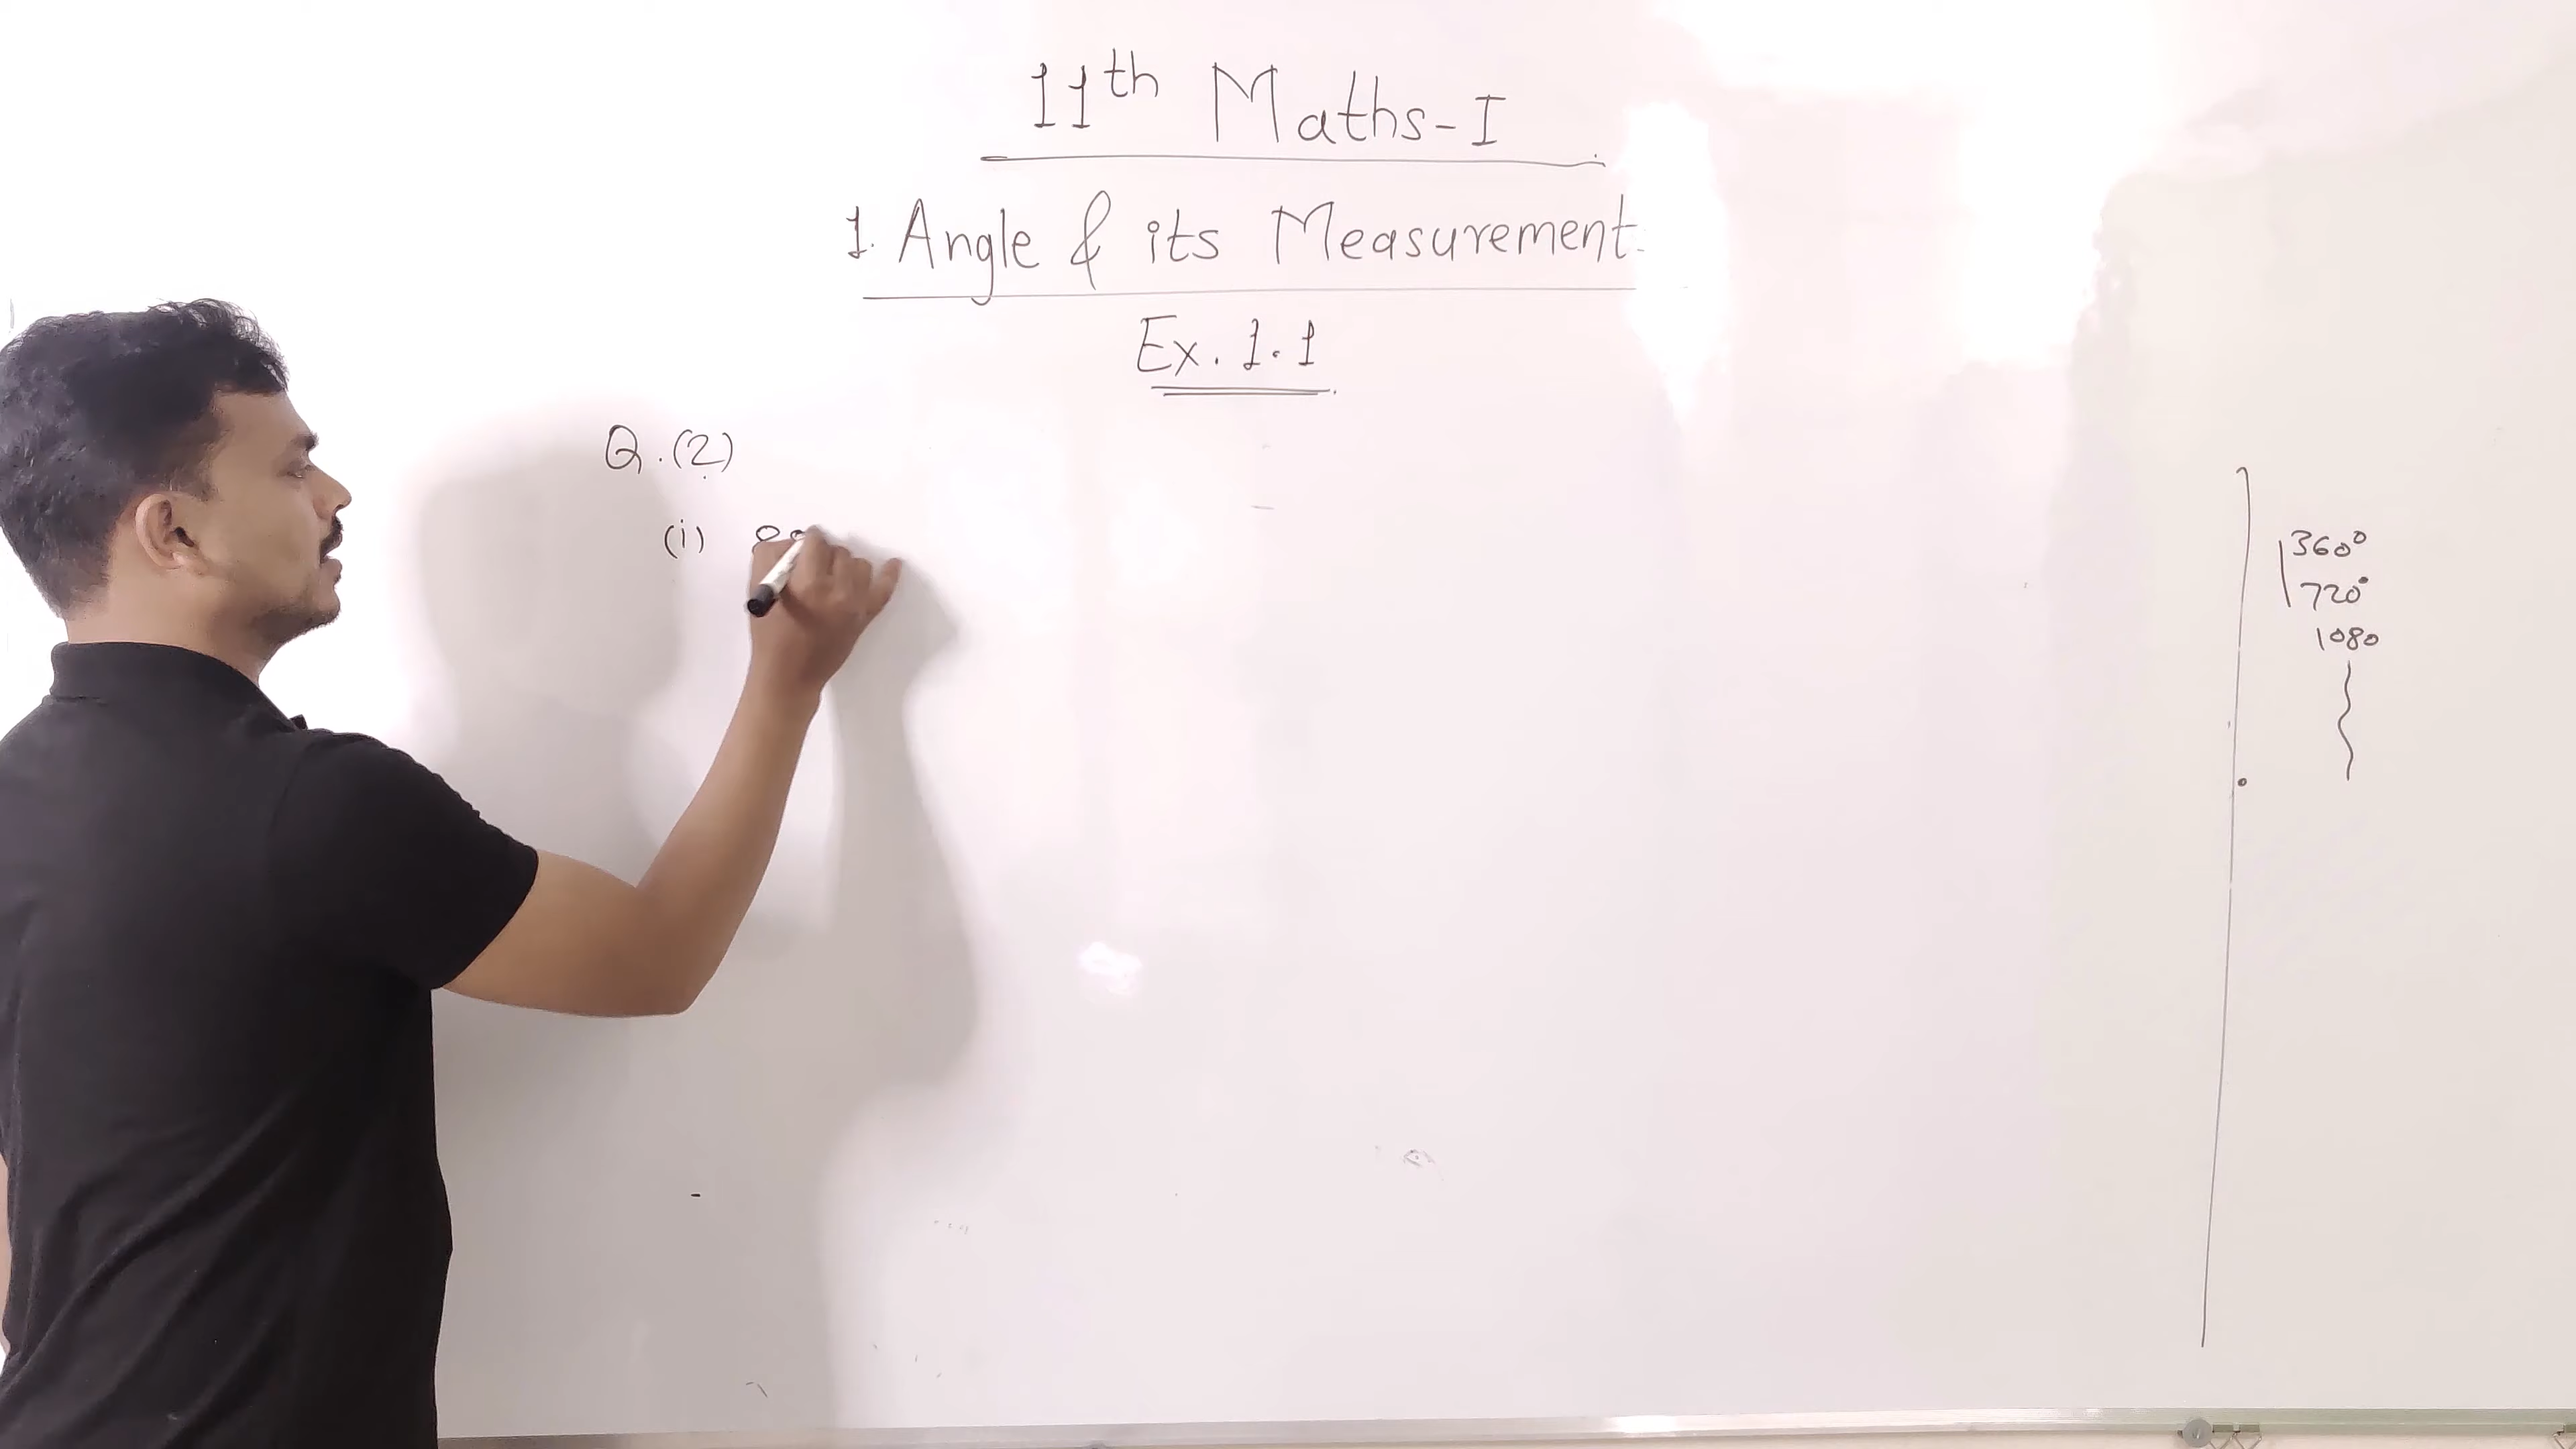 11th Maths-I
1. Angle & its Measurement.
Ex. 1.1
Q.(2)
(i)
360°
720°
1080